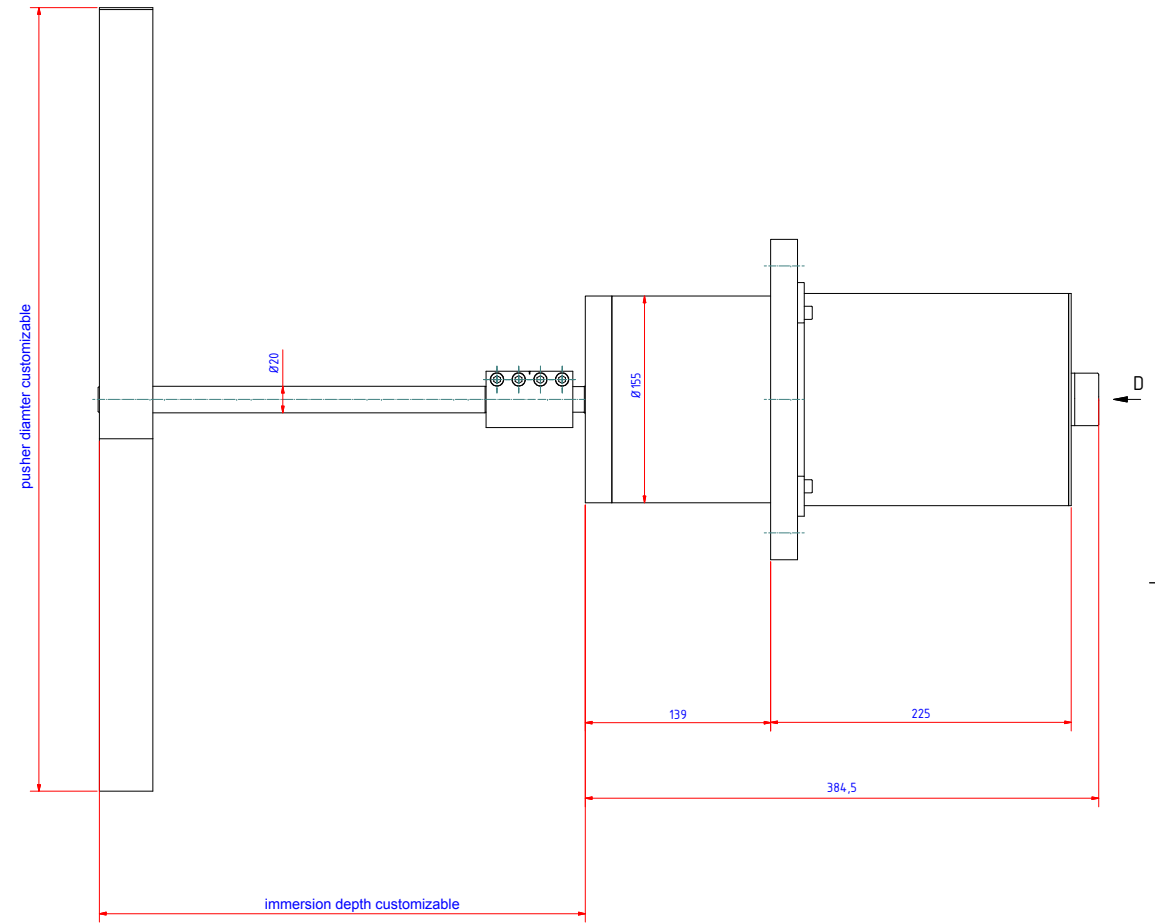 pusher diamter customizable
Ø20
Ø155
D
139
225
384,5
immersion depth customizable